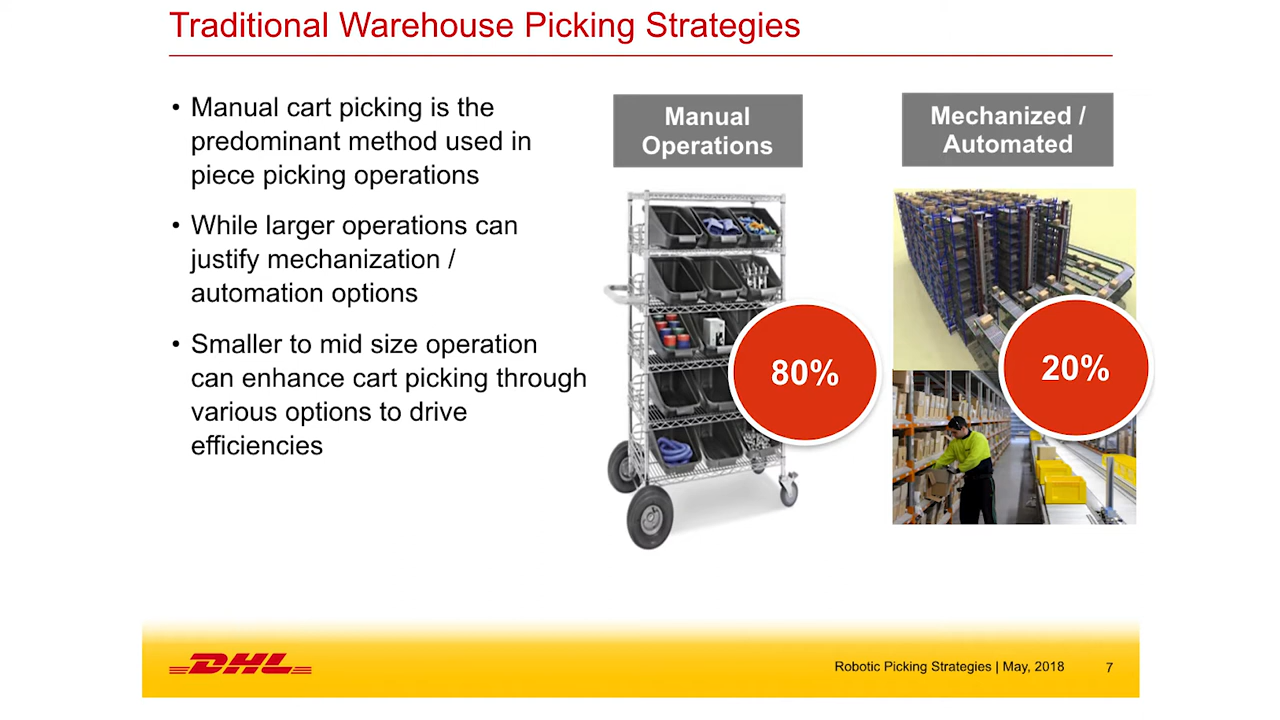 Traditional Warehouse Picking Strategies
• Manual cart picking is the
predominant method used in
piece picking operations
• While larger operations can
justify mechanization /
automation options
• Smaller to mid size operation
can enhance cart picking through
various options to drive
efficiencies
Manual
Operations
80%
Mechanized /
Automated
20%
DHL
Robotic Picking Strategies | May, 2018
7